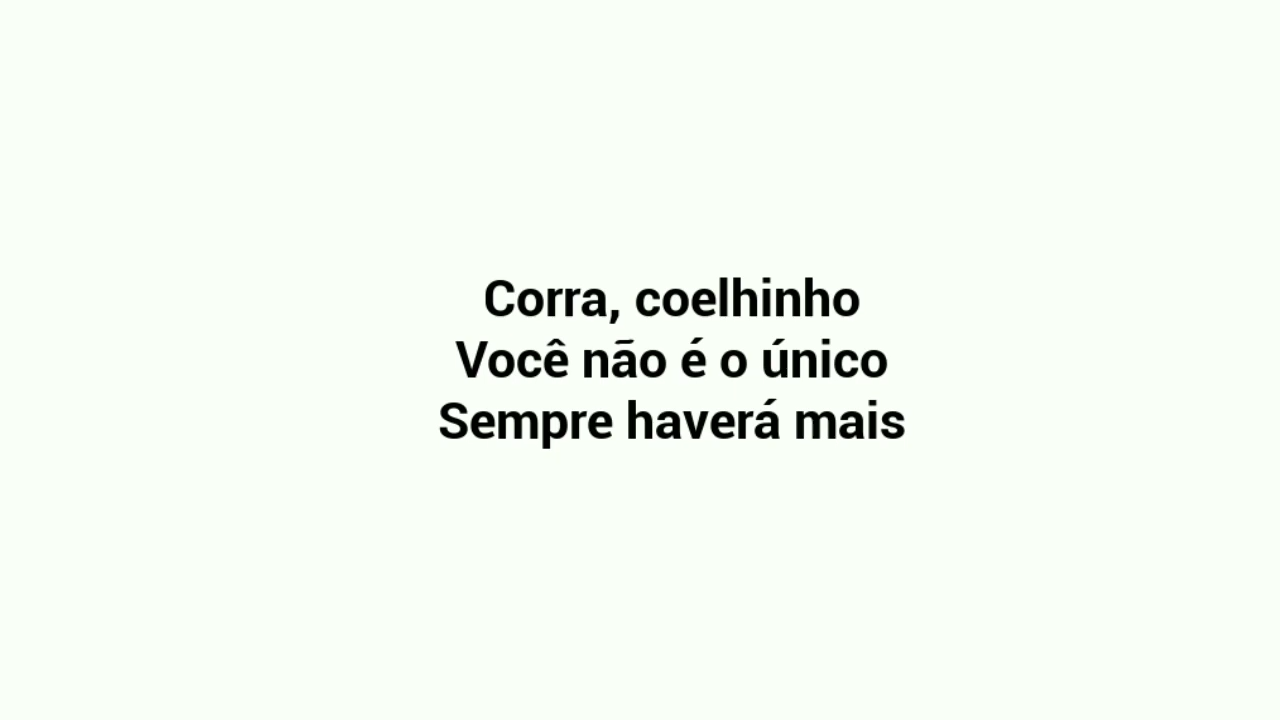 Corra, coelhinho
Você não é o único
Sempre haverá mais